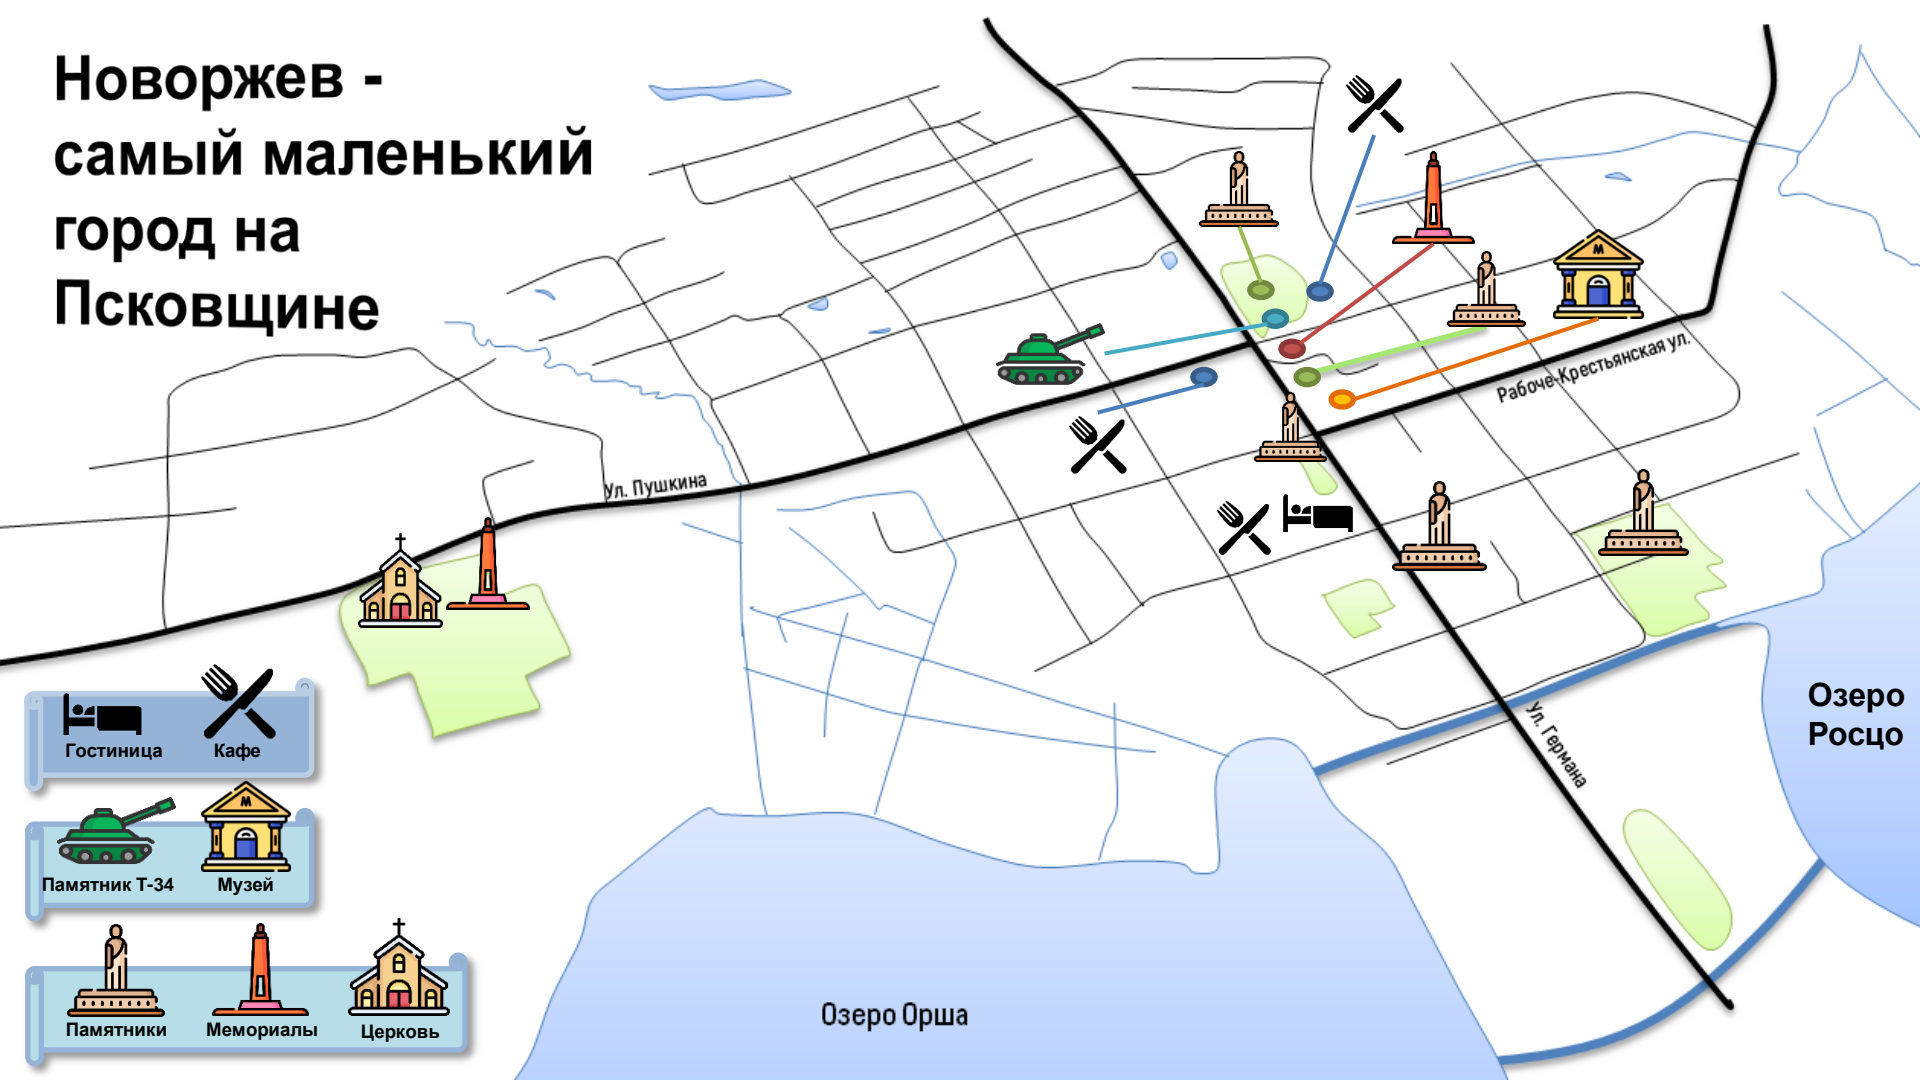 Новоржев -
самый маленький
город на
Псковщине
М
Рабоче-Крестьянская ул.
Ул. Пушкина
Озеро
Росцо
Ул. Германа
Гостиница
Кафе
М
Памятник Т-34
Музей
Памятники
Мемориалы
Церковь
Озеро Орша